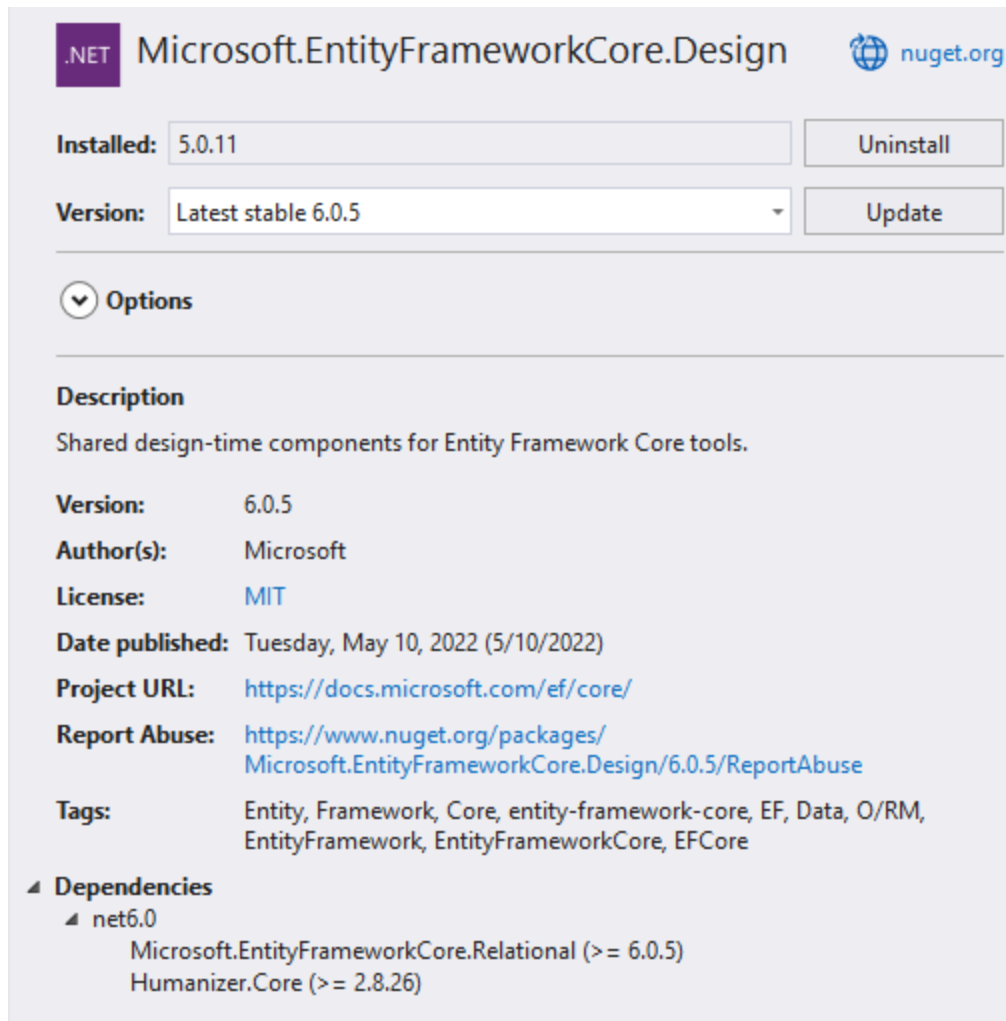 .NET Microsoft.EntityFrameworkCore.Design nuget.org
Installed: 5.0.11 Uninstall
Version: Latest stable 6.0.5 Update
Options
Description
Shared design-time components for Entity Framework Core tools.
Version: 6.0.5
Author(s): Microsoft
License: MIT
Date published: Tuesday, May 10, 2022 (5/10/2022)
Project URL: https://docs.microsoft.com/ef/core/
Report Abuse: https://www.nuget.org/packages/
Microsoft.EntityFrameworkCore.Design/6.0.5/ReportAbuse
Tags: Entity, Framework, Core, entity-framework-core, EF, Data, O/RM,
EntityFramework, EntityFrameworkCore, EFCore
Dependencies
net6.0
Microsoft.EntityFrameworkCore.Relational (>= 6.0.5)
Humanizer.Core (>= 2.8.26)